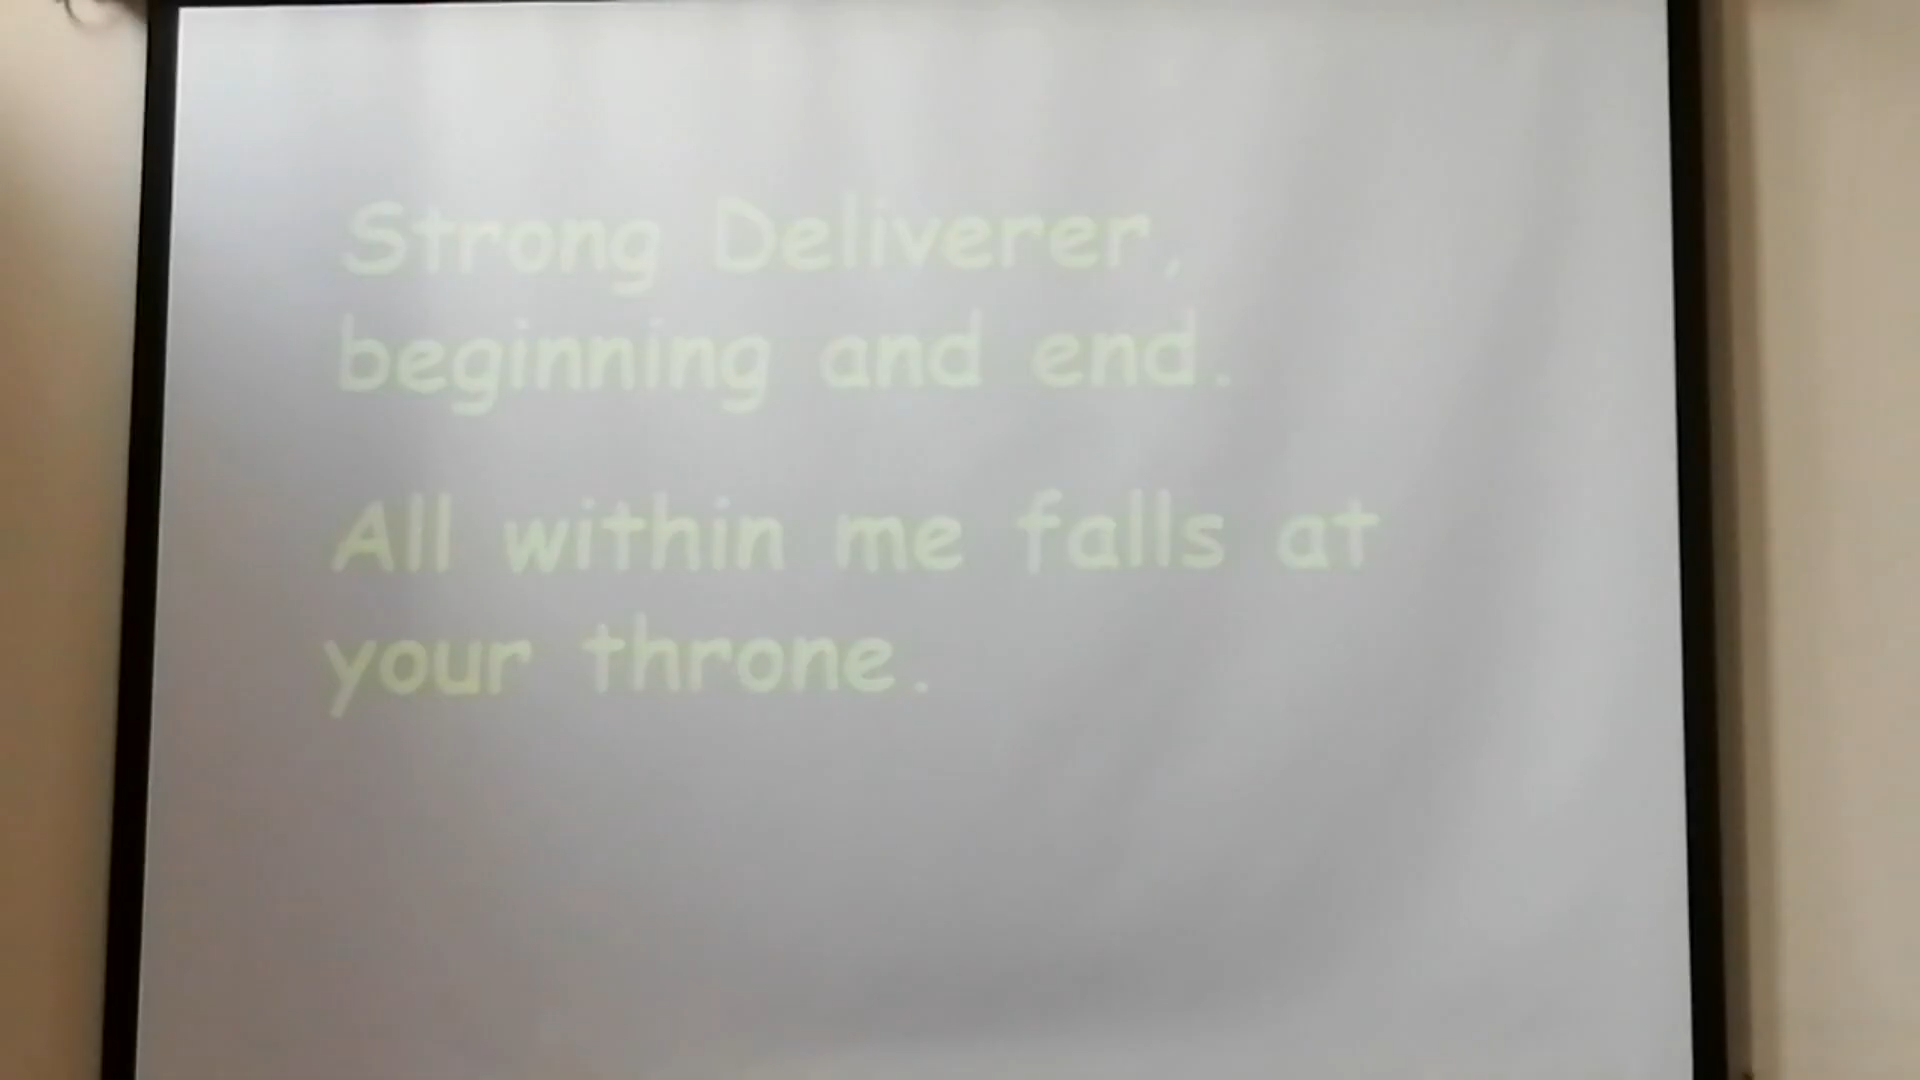 Strong Deliverer,
beginning and end.
All within me falls at
your throne.